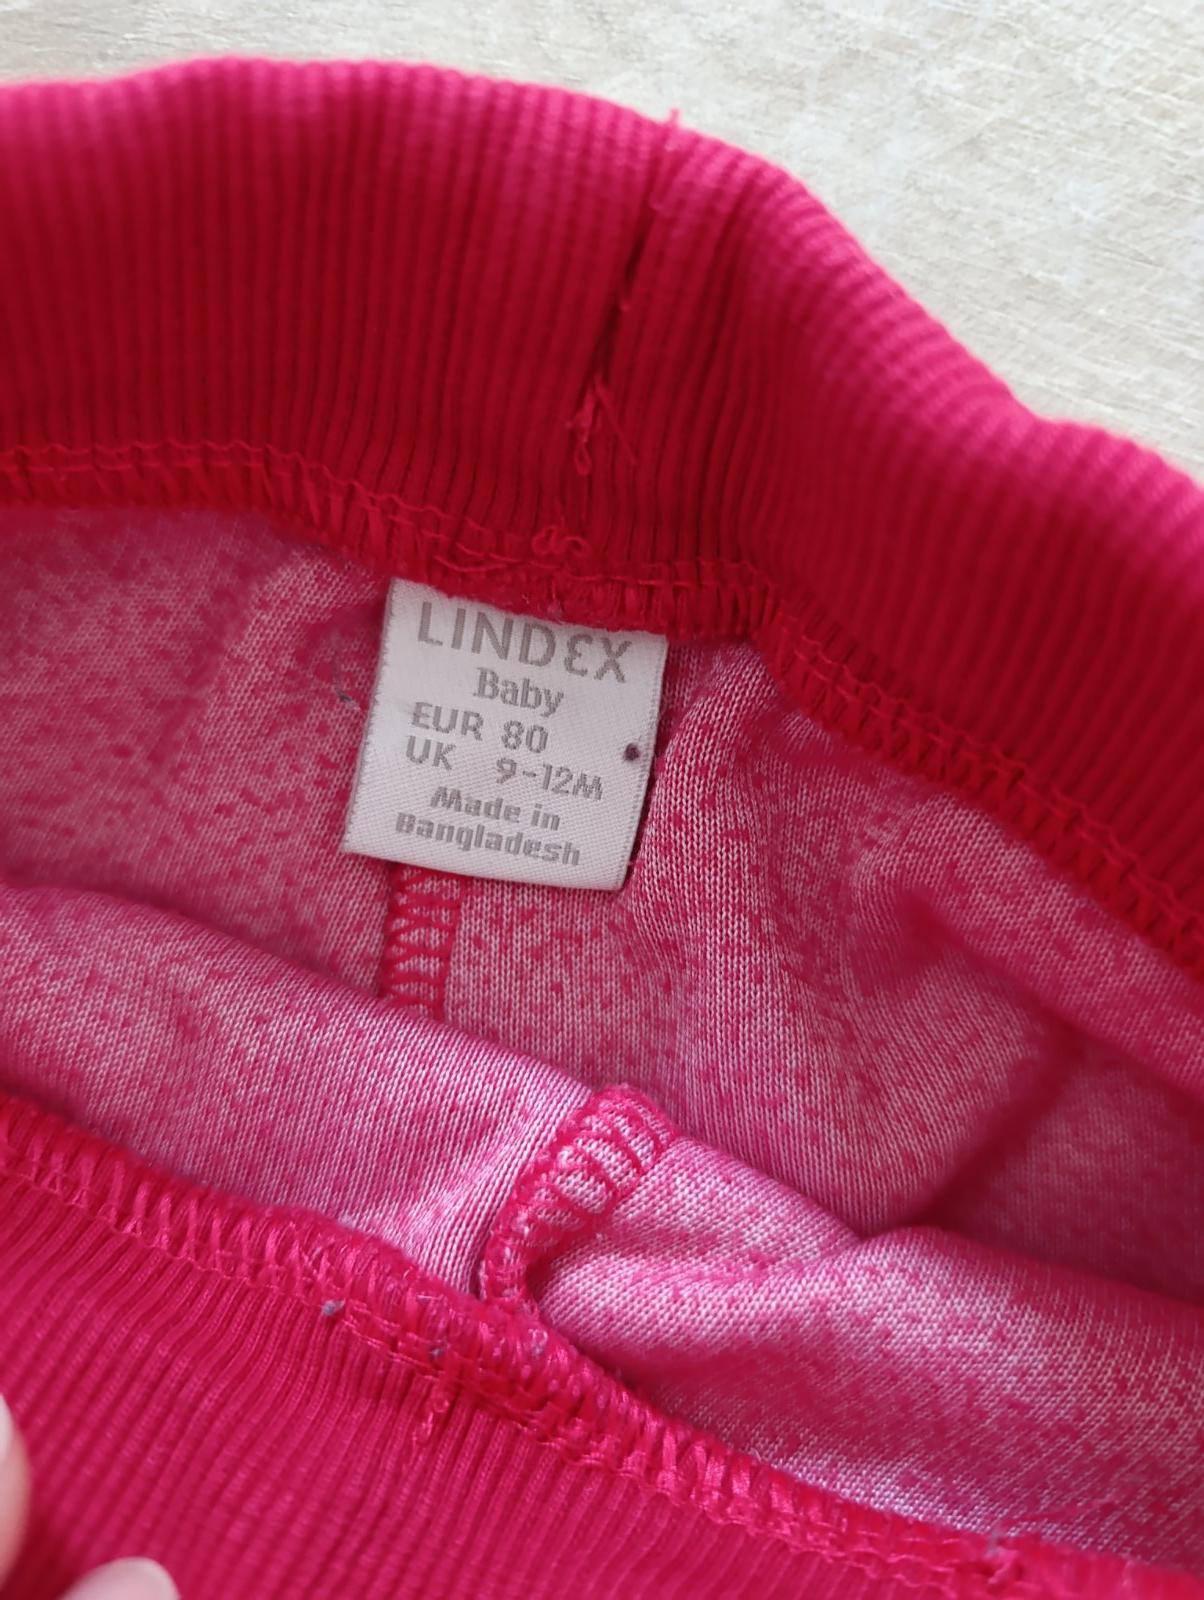 LINDEX
Baby
EUR 80
UK 9-12M
Made in
Bangladesh